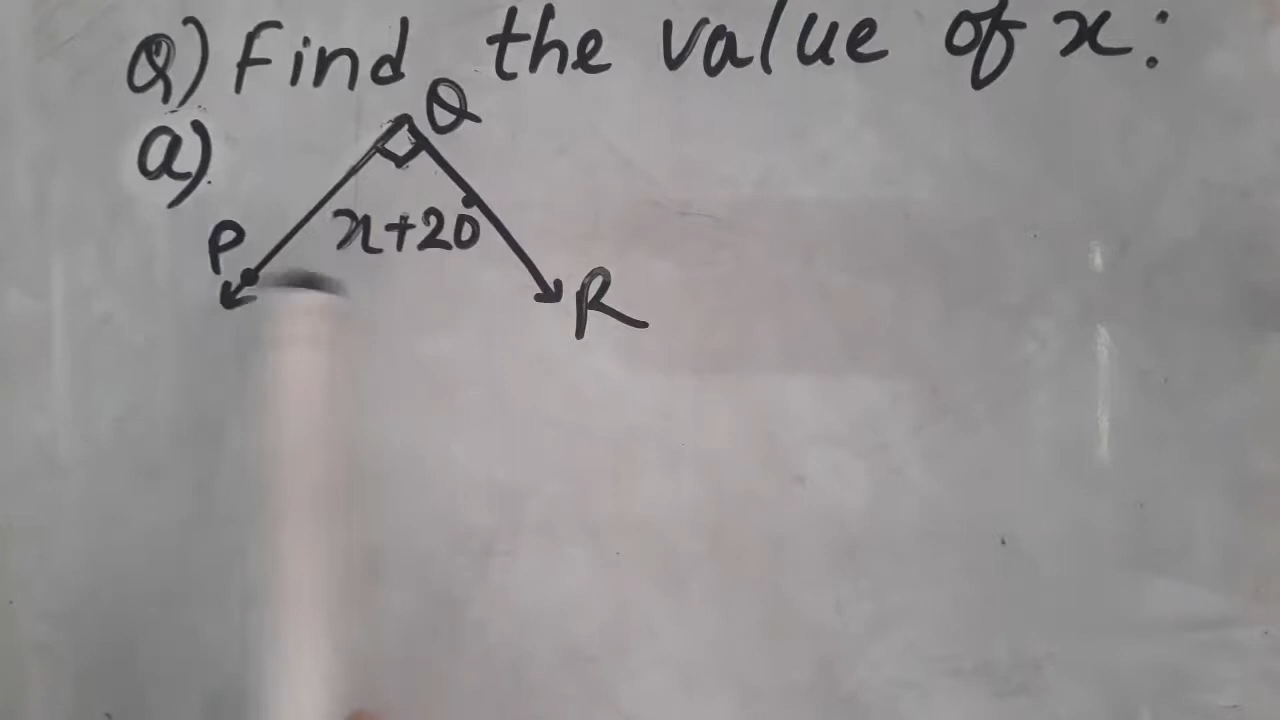 Q) Find the value of x:
a)
Q
P
x+20
R